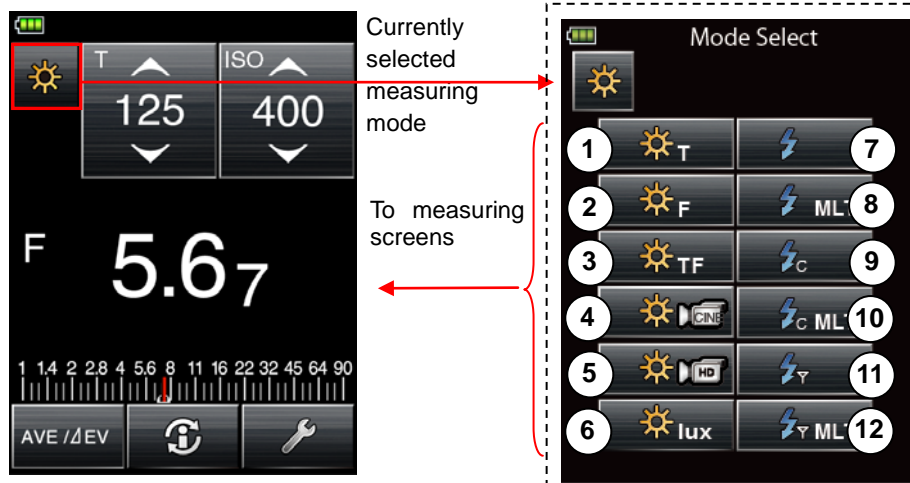 T
125
ISO
400
F 5.6 7
1 1.4 2 2.8 4 5.6 8 11 16 22 32 45 64 90
AVE /⊿EV
Currently
selected
measuring
mode
To measuring
screens
Mode Select
1 T
2 F
3 TF
4 CINE
5 HD
6 lux
7
8 ML
9 C
10 C ML
11
12 ML